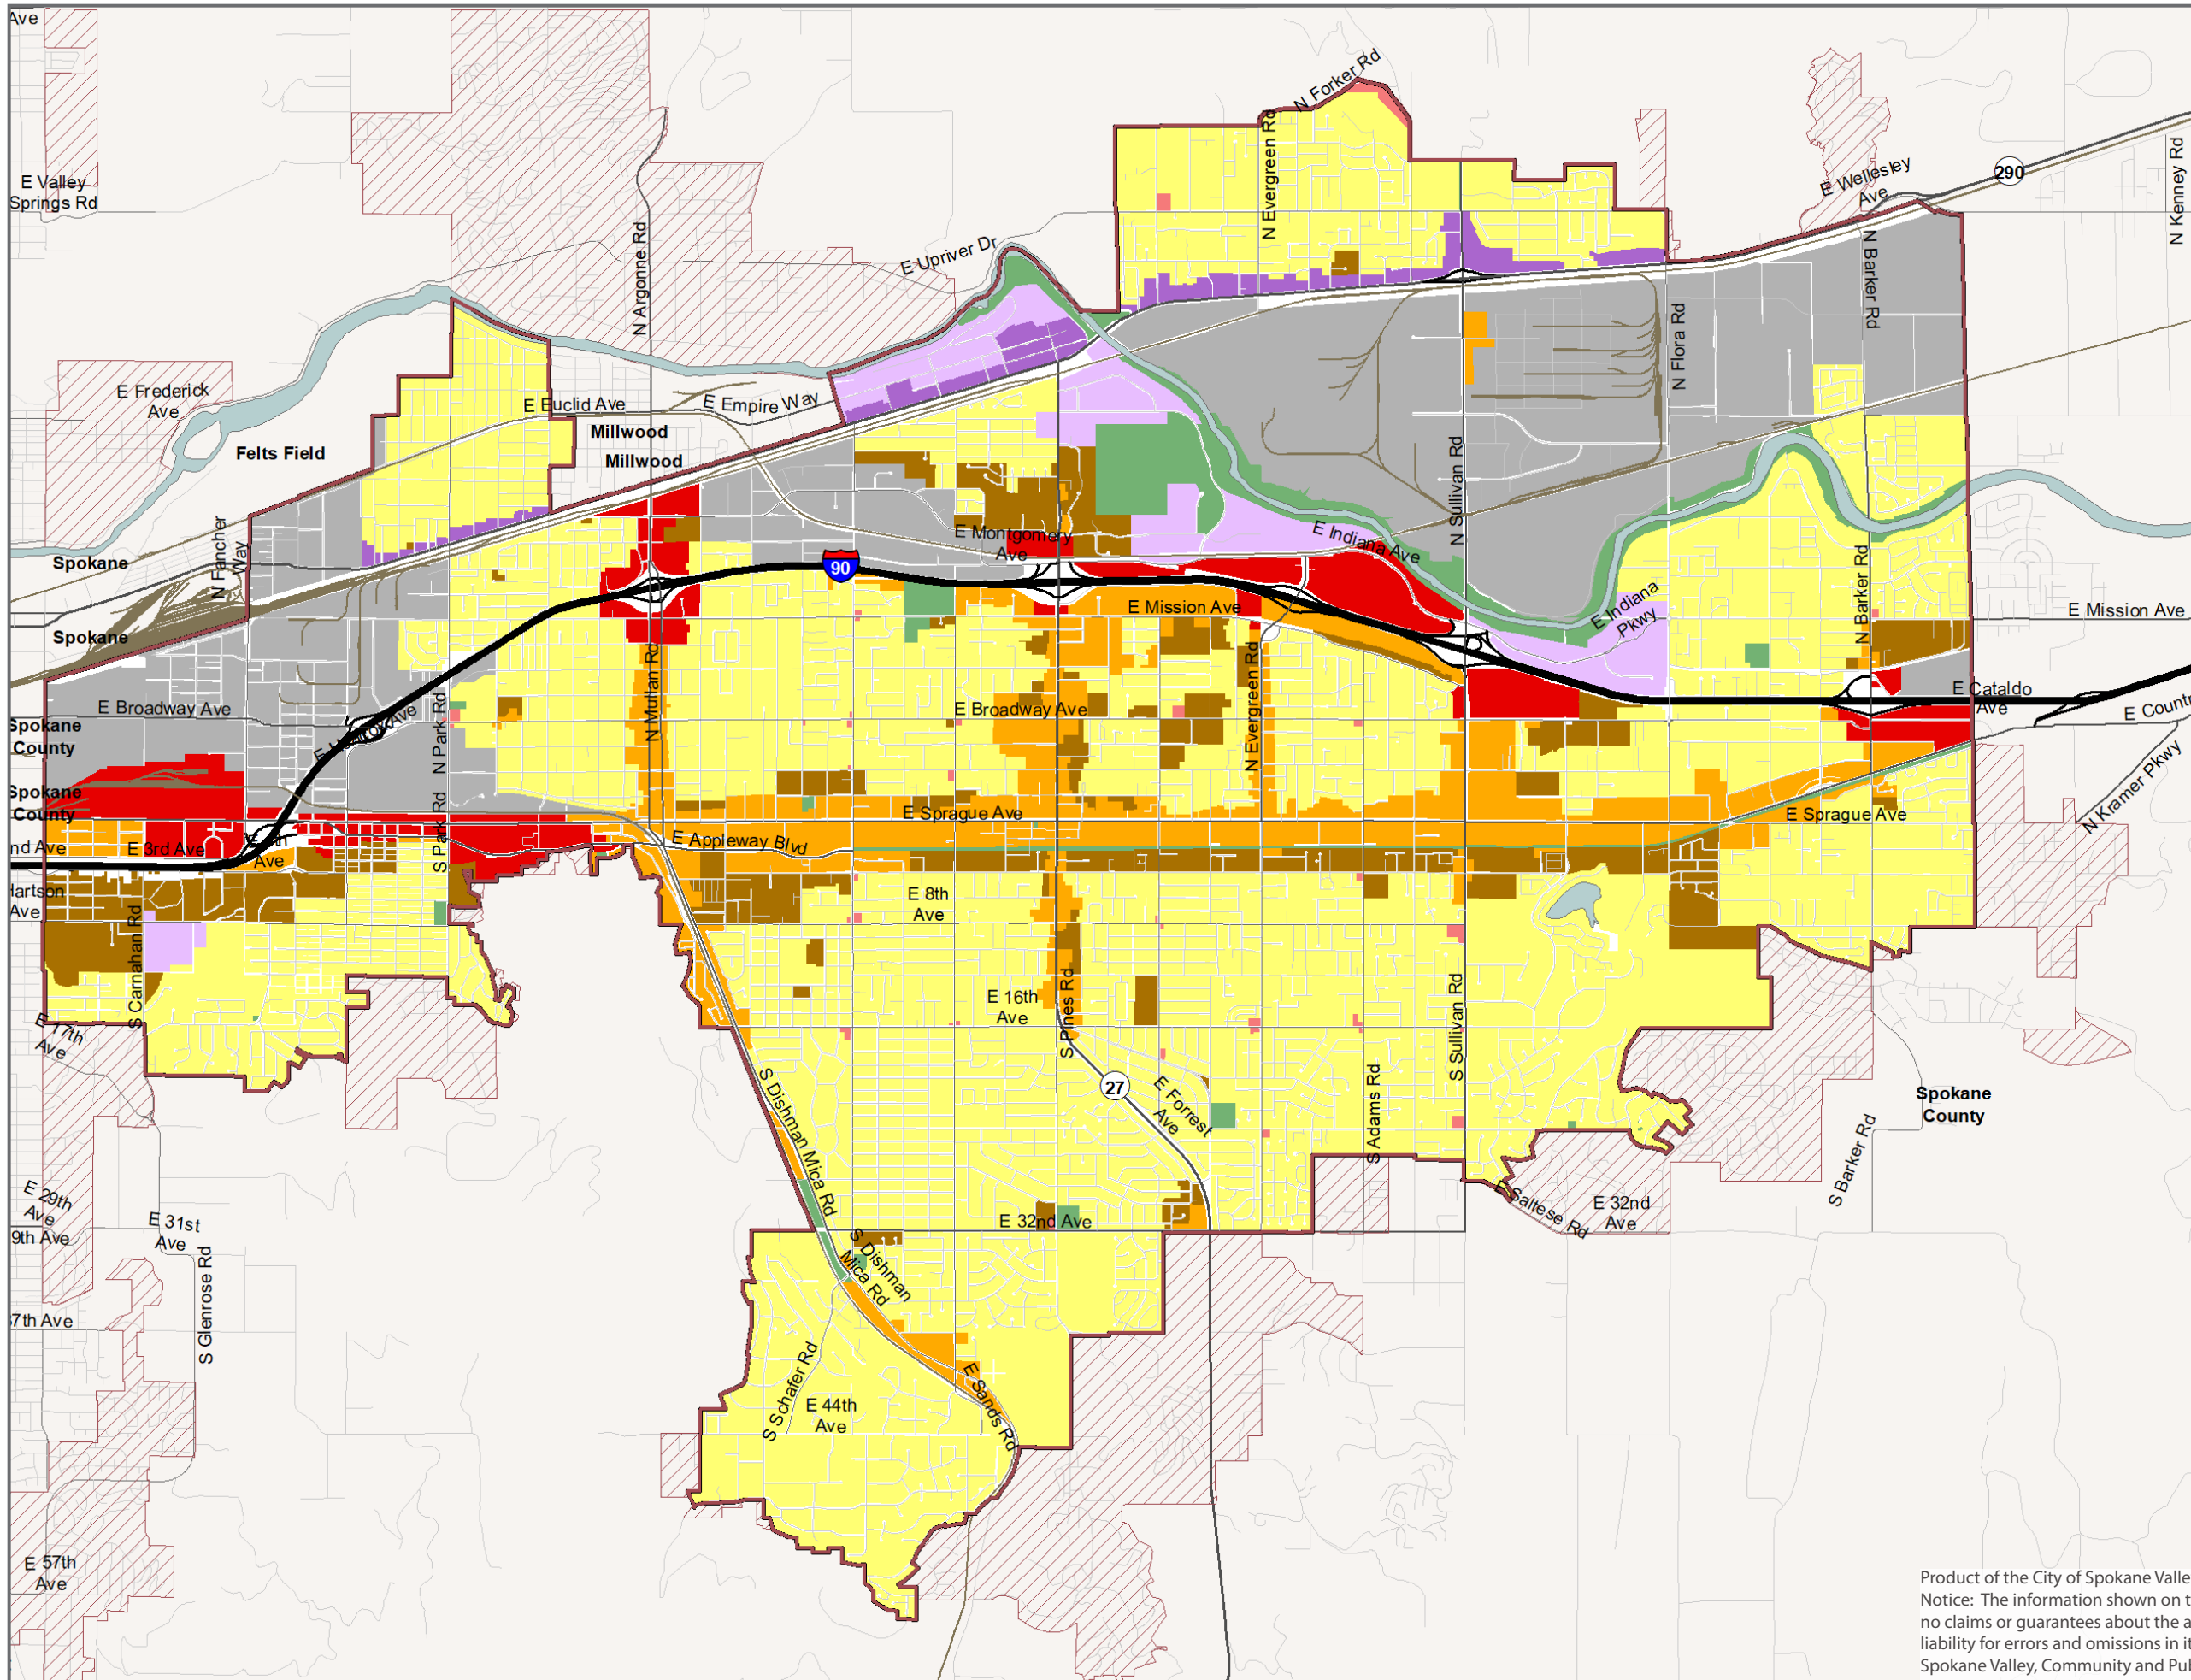 Ave
N Forker Rd
E Valley
Springs Rd
N Evergreen Rd
E Wellesley
Ave
290
N Kenney Rd
N Argonne Rd
E Upriver Dr
N Barker Rd
N Flora Rd
E Frederick
Ave
E Euclid Ave
E Empire Way
Millwood
Millwood
Felts Field
N Sullivan Rd
E Montgomery
Ave
E Indiana Ave
N Fancher
Way
Spokane
90
E Mission Ave
E Indiana
Pkwy
N Barker Rd
E Mission Ave
Spokane
N Mullan Rd
N Evergreen Rd
E Broadway Ave
N Park Rd
E Broadway Ave
E Cataldo
Ave
E Countr
Spokane
County
N Kramer Pkwy
Spokane
County
E Sprague Ave
E Sprague Ave
nd Ave
E 3rd Ave
Ave
S Park Rd
E Appleway Blvd
Hartson
Ave
E 8th
Ave
S Carnahan Rd
E 16th
Ave
S Pines Rd
S Sullivan Rd
E 17th
Ave
S Dishman Mica Rd
27
E Forrest
Ave
S Adams Rd
Spokane
County
S Barker Rd
E 29th
Ave
9th Ave
E 31st
Ave
E 32nd Ave
E Saltese Rd
E 32nd
Ave
S Glenrose Rd
S Dishman
Mica Rd
7th Ave
S Schafer Rd
E Sands Rd
E 44th
Ave
E 57th
Ave
Product of the City of Spokane Valle
Notice: The information shown on t
no claims or guarantees about the a
liability for errors and omissions in it
Spokane Valley, Community and Pul